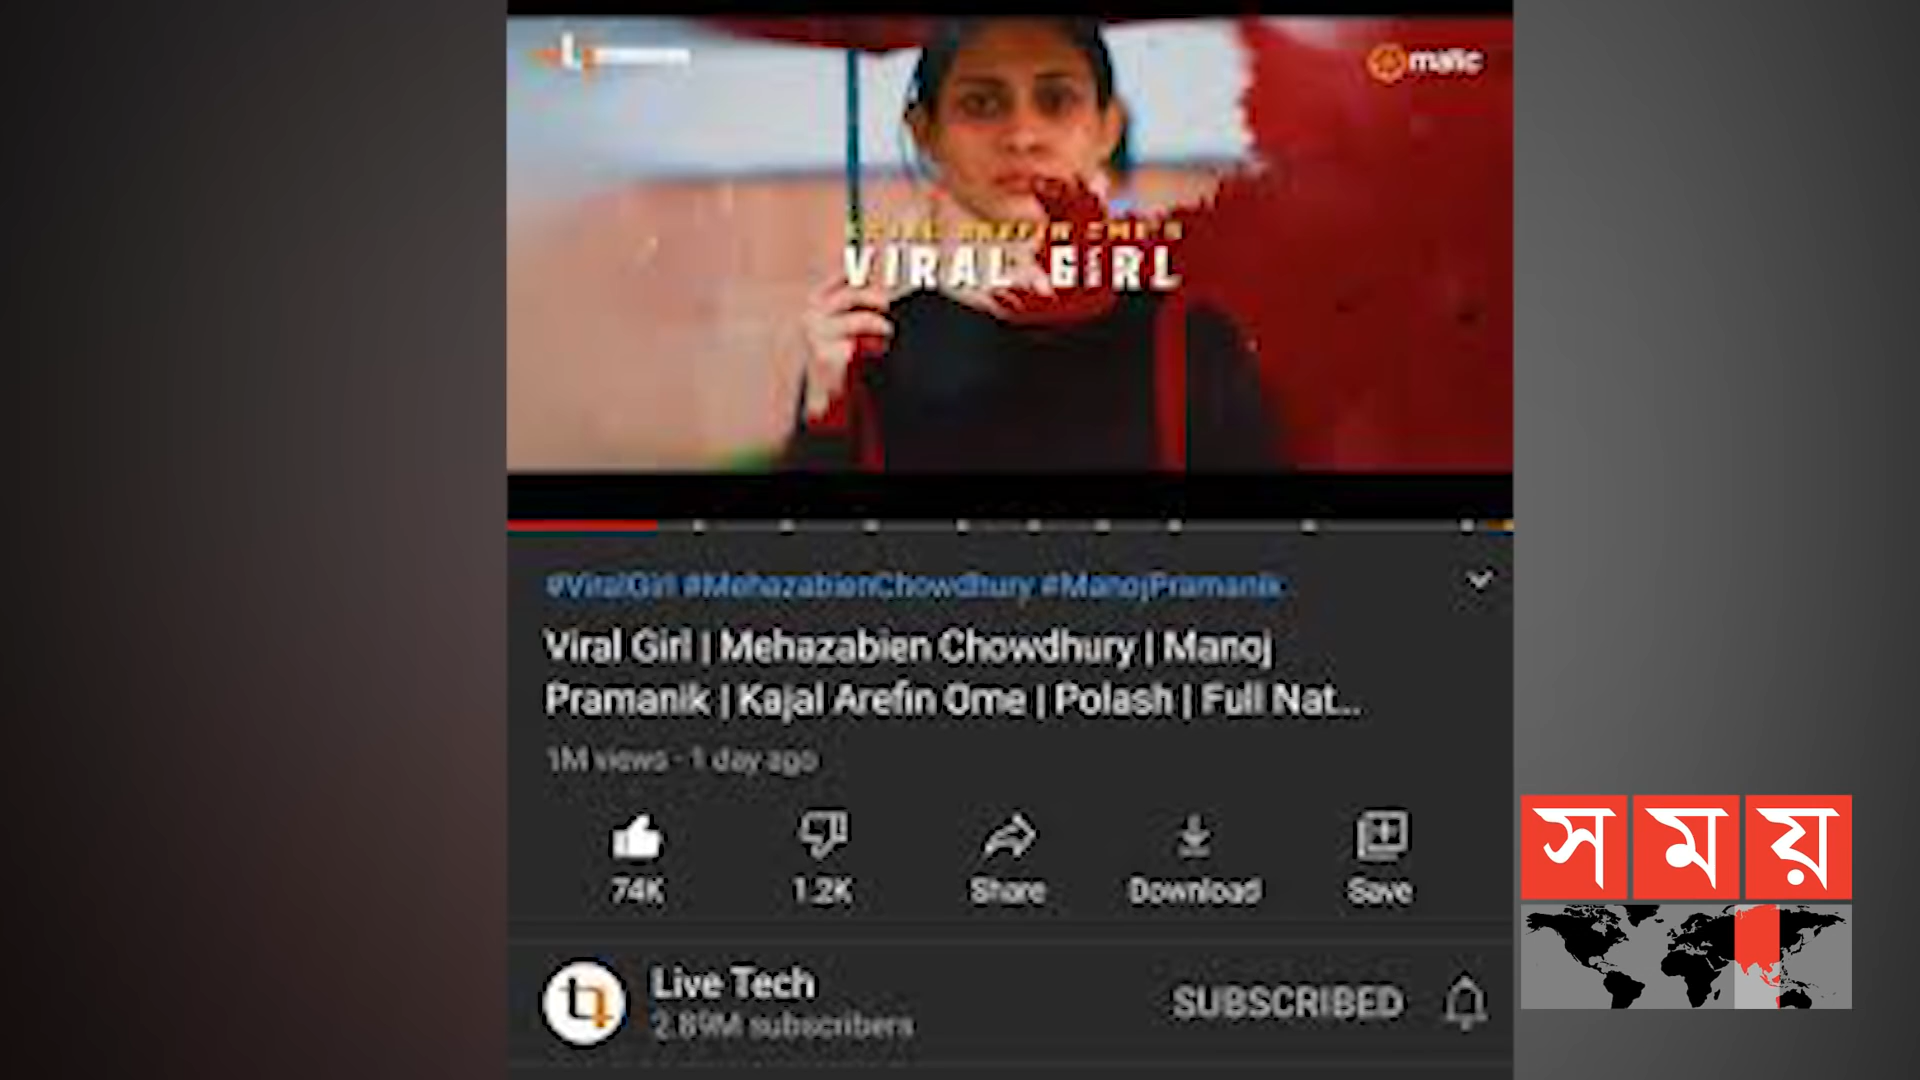 malic
VIRAL GIRL
#ViralGirl #MehazabienChowdhury #ManojPramanik
Viral Girl | Mehazabien Chowdhury | Manoj
Pramanik | Kajal Arefin Ome | Polash | Full Nat...
1M views · 1 day ago
74K
1.2K
Share
Download
Save
Live Tech
2.89M subscribers
SUBSCRIBED
সময়